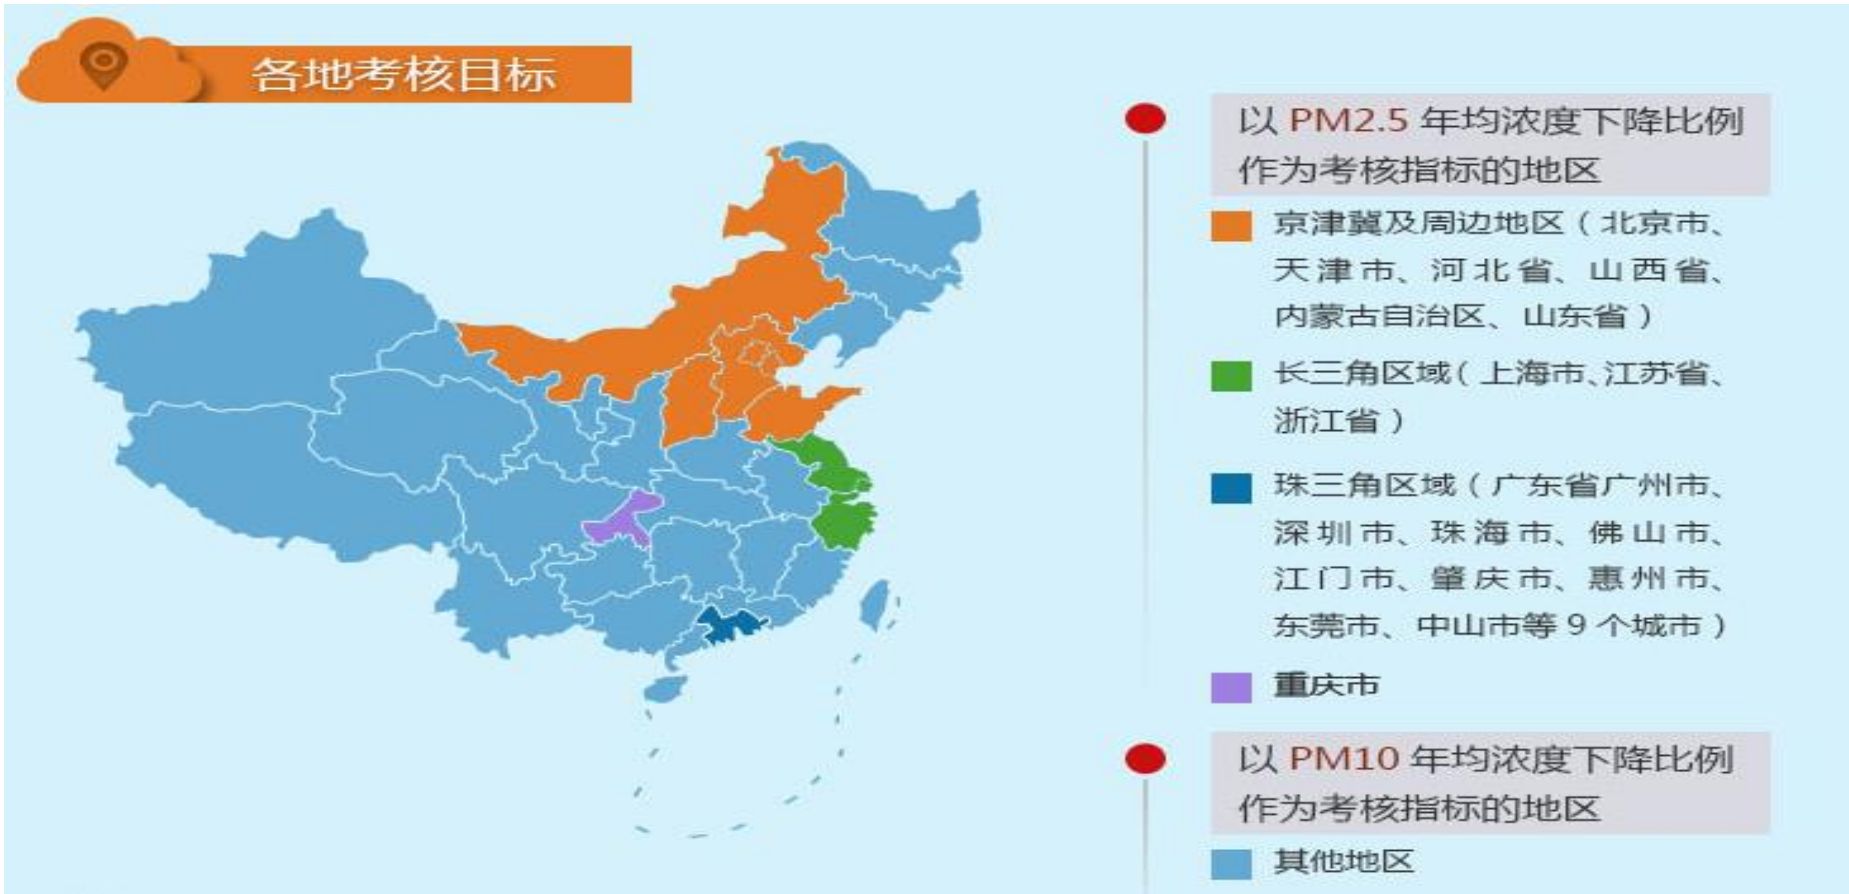 各地考核目标
以 PM2.5 年均浓度下降比例
作为考核指标的地区
京津冀及周边地区（北京市、
天津市、河北省、山西省、
内蒙古自治区、山东省）
长三角区域（上海市、江苏省、
浙江省）
珠三角区域（广东省广州市、
深圳市、珠海市、佛山市、
江门市、肇庆市、惠州市、
东莞市、中山市等 9 个城市）
重庆市
以 PM10 年均浓度下降比例
作为考核指标的地区
其他地区